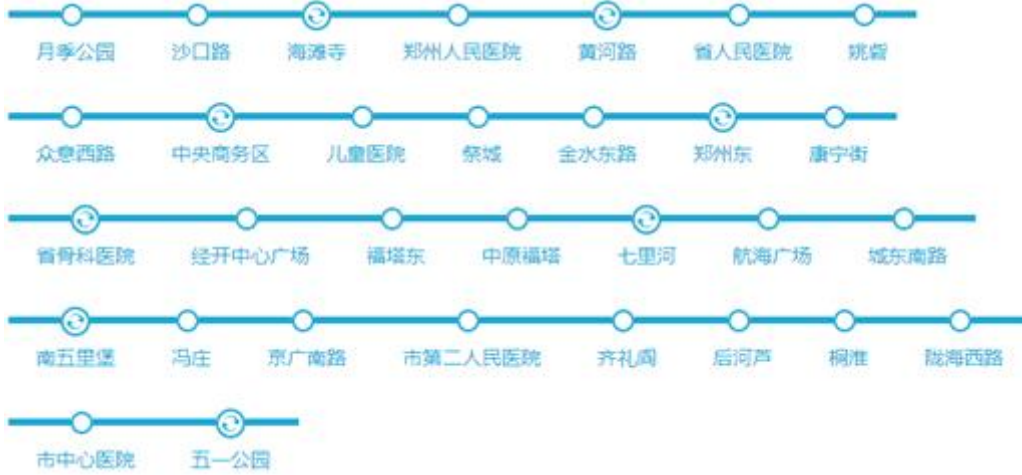 月季公园 沙口路 海滩寺 郑州人民医院 黄河路 省人民医院 姚砦
众意西路 中央商务区 儿童医院 祭城 金水东路 郑州东 康宁街
省骨科医院 经开中心广场 福塔东 中原福塔 七里河 航海广场 城东南路
南五里堡 冯庄 京广南路 市第二人民医院 齐礼阎 后河芦 桐淮 陇海西路
市中心医院 五一公园